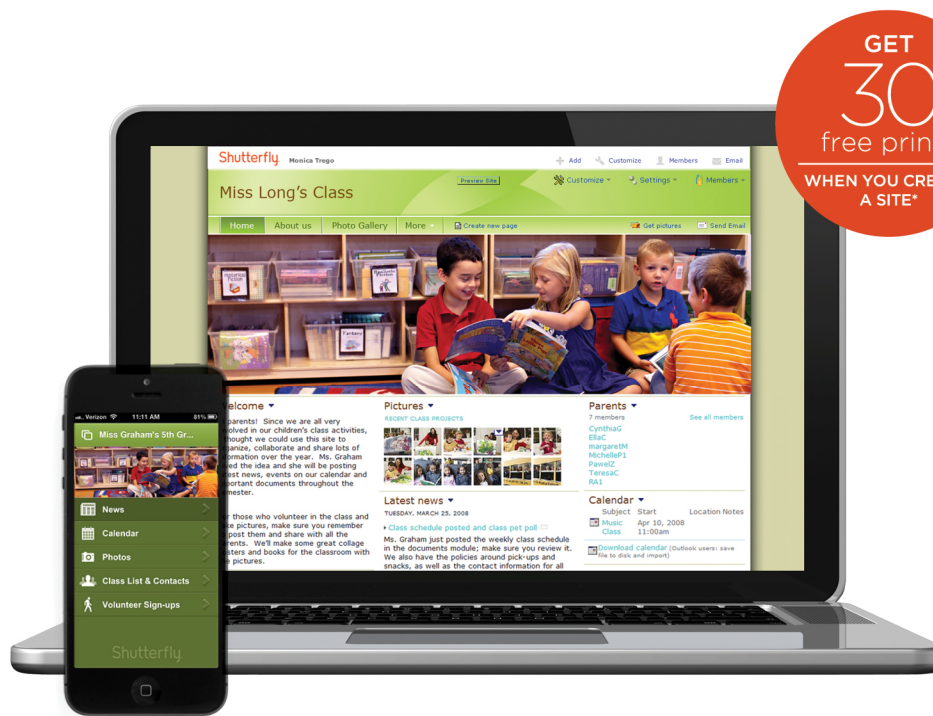 GET
30
free prin
WHEN YOU CRE
A SITE*
Shutterfly Monica Trego
Add Customize Members Email
Miss Long's Class
Preview Site
Customize Settings Members
Home About us Photo Gallery More Create new page Get pictures Send Email
Historical Fiction
Fantasy
elcome
parents! Since we are all very
olved in our children's class activities,
thought we could use this site to
ganize, collaborate and share lots of
ormation over the year. Ms. Graham
ed the idea and she will be posting
est news, events on our calendar and
portant documents throughout the
mester.
r those who volunteer in the class and
ke pictures, make sure you remember
post them and share with all the
rents. We'll make some great collage
sters and books for the classroom with
e pictures.
Pictures
RECENT CLASS PROJECTS
Latest news
TUESDAY, MARCH 25, 2008
Class schedule posted and class pet poll
Ms. Graham just posted the weekly class schedule
in the documents module; make sure you review it.
We also have the policies around pick-ups and
snacks, as well as the contact information for all
Parents
7 members See all members
CynthiaG
EllaC
margaretM
MichelleP1
PawelZ
TeresaC
RA1
Calendar
Subject Start Location Notes
Music Apr 10, 2008
Class 11:00am
Download calendar (Outlook users: save
file to disk and import)
Verizon 11:11 AM 81%
Miss Graham's 5th Gr...
News
Calendar
Photos
Class List & Contacts
Volunteer Sign-ups
Shutterfly